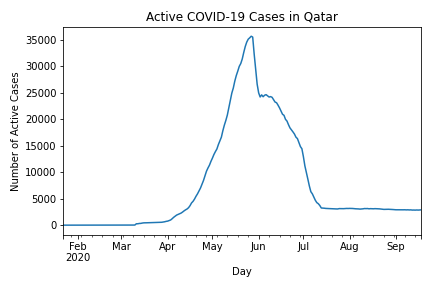 Active COVID-19 Cases in Qatar
35000
30000
25000
20000
15000
10000
5000
0
Number of Active Cases
Feb Mar Apr May Jun Jul Aug Sep
2020
Day